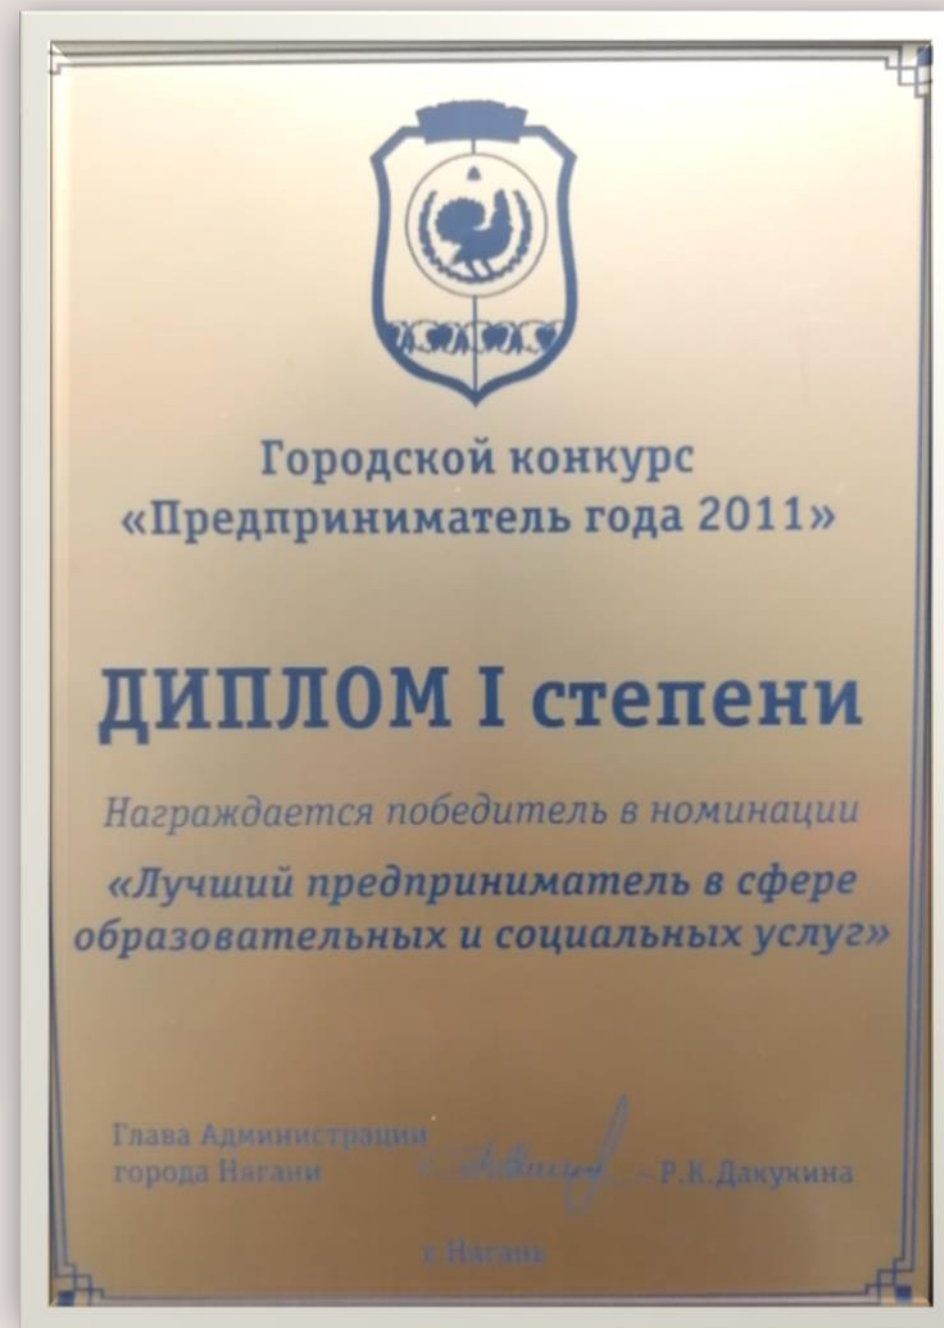 Городской конкурс
«Предприниматель года 2011»
ДИПЛОМ I степени
Награждается победитель в номинации
«Лучший предприниматель в сфере
образовательных и социальных услуг»
Глава Администрации
города Нягани
Р.К.Дакукина
г.Нягань